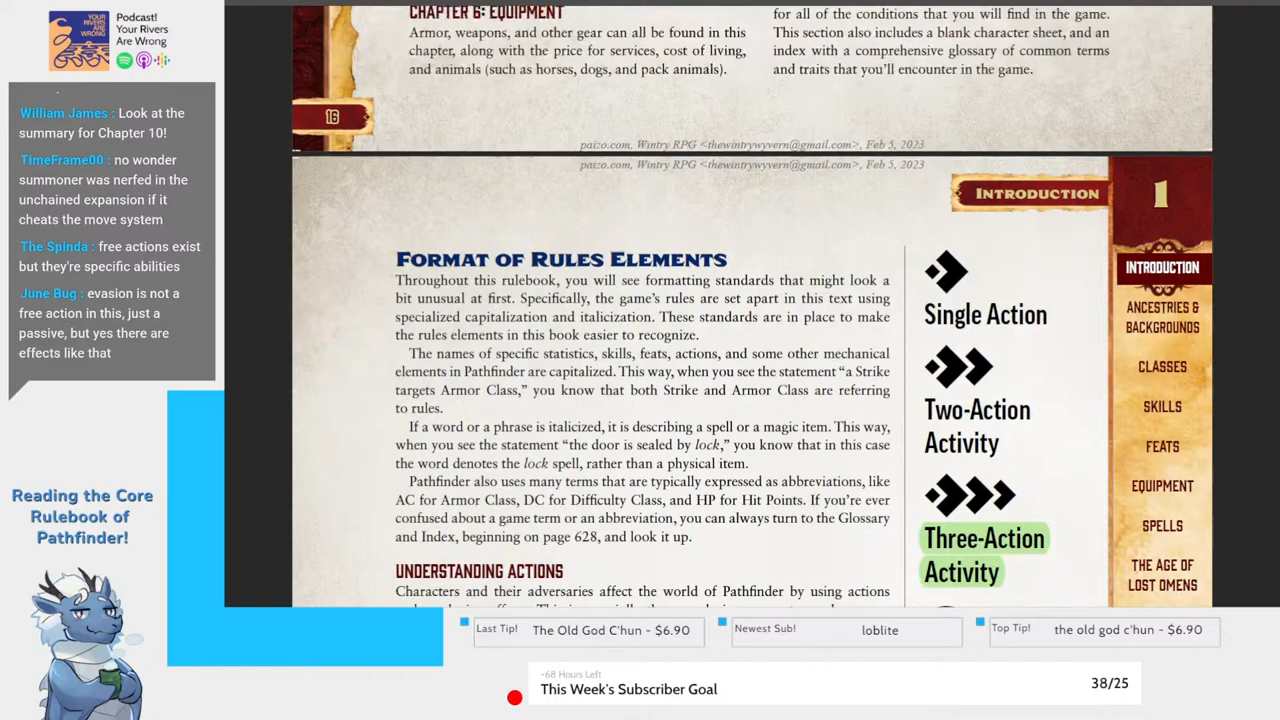 YOUR
RIVERS
ARE
WRONG
Podcast!
Your Rivers
Are Wrong
William James : Look at the
summary for Chapter 10!
TimeFrame00 : no wonder
summoner was nerfed in the
unchained expansion if it
cheats the move system
The Spinda : free actions exist
but they're specific abilities
June Bug : evasion is not a
free action in this, just a
passive, but yes there are
effects like that
Reading the Core
Rulebook of
Pathfinder!
CHAPTER 6: EQUIPMENT
Armor, weapons, and other gear can all be found in this
chapter, along with the price for services, cost of living,
and animals (such as horses, dogs, and pack animals).
for all of the conditions that you will find in the game.
This section also includes a blank character sheet, and an
index with a comprehensive glossary of common terms
and traits that you'll encounter in the game.
16
paizo.com, Wintry RPG <thewintrywyvern@gmail.com>, Feb 5, 2023
paizo.com, Wintry RPG <thewintrywyvern@gmail.com>, Feb 5, 2023
INTRODUCTION
1
FORMAT OF RULES ELEMENTS
Throughout this rulebook, you will see formatting standards that might look a
bit unusual at first. Specifically, the game's rules are set apart in this text using
specialized capitalization and italicization. These standards are in place to make
the rules elements in this book easier to recognize.
The names of specific statistics, skills, feats, actions, and some other mechanical
elements in Pathfinder are capitalized. This way, when you see the statement "a Strike
targets Armor Class," you know that both Strike and Armor Class are referring
to rules.
If a word or a phrase is italicized, it is describing a spell or a magic item. This way,
when you see the statement "the door is sealed by lock," you know that in this case
the word denotes the lock spell, rather than a physical item.
Pathfinder also uses many terms that are typically expressed as abbreviations, like
AC for Armor Class, DC for Difficulty Class, and HP for Hit Points. If you're ever
confused about a game term or an abbreviation, you can always turn to the Glossary
and Index, beginning on page 628, and look it up.
UNDERSTANDING ACTIONS
Characters and their adversaries affect the world of Pathfinder by using actions
Single Action
Two-Action
Activity
Three-Action
Activity
INTRODUCTION
ANCESTRIES &
BACKGROUNDS
CLASSES
SKILLS
FEATS
EQUIPMENT
SPELLS
THE AGE OF
LOST OMENS
Last Tip! The Old God C'hun - $6.90
Newest Sub! loblite
Top Tip! the old god c'hun - $6.90
-68 Hours Left
This Week's Subscriber Goal 38/25